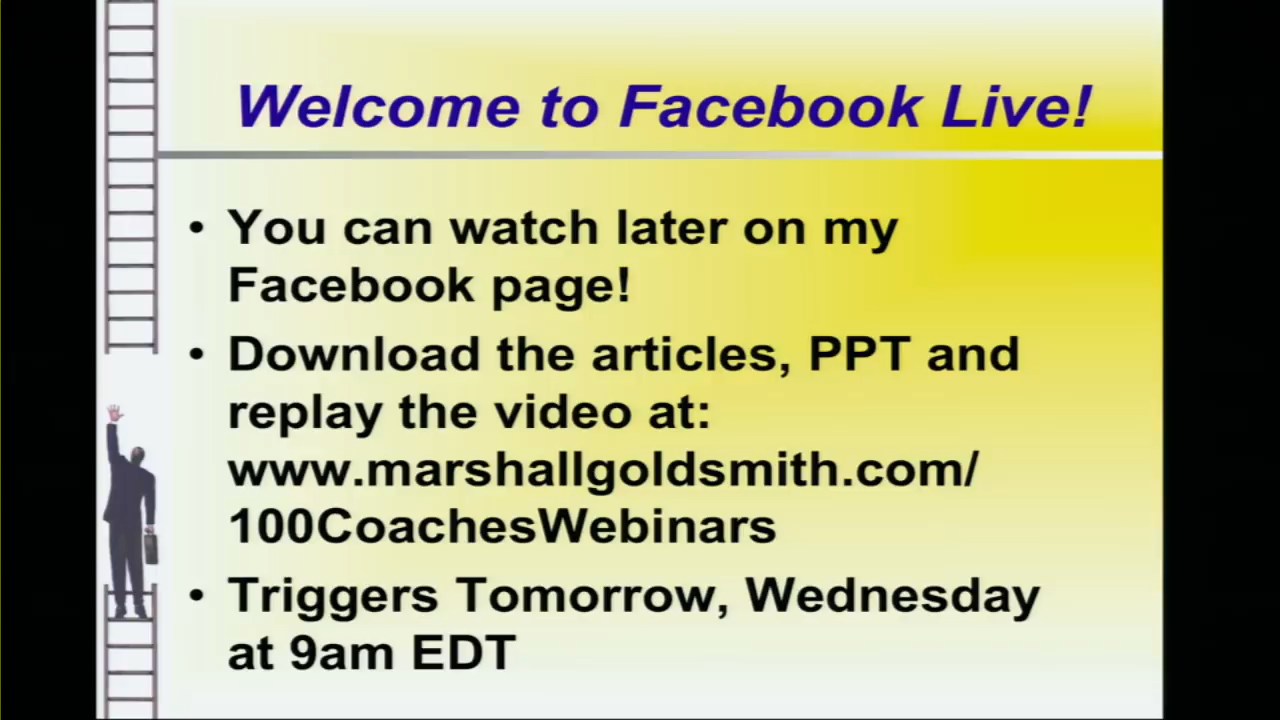 Welcome to Facebook Live!
• You can watch later on my
Facebook page!
• Download the articles, PPT and
replay the video at:
www.marshallgoldsmith.com/
100CoachesWebinars
• Triggers Tomorrow, Wednesday
at 9am EDT